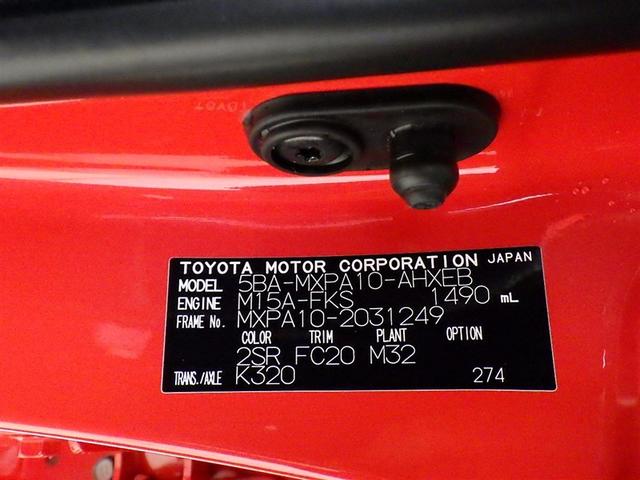 TOYOTA MOTOR CORPORATION JAPAN
MODEL 5BA-MXPA10-AHXEB
ENGINE M15A-FKS 1490 mL
FRAME No. MXPA10-2031249
COLOR TRIM PLANT OPTION
2SR FC20 M32
TRANS./AXLE K320 274